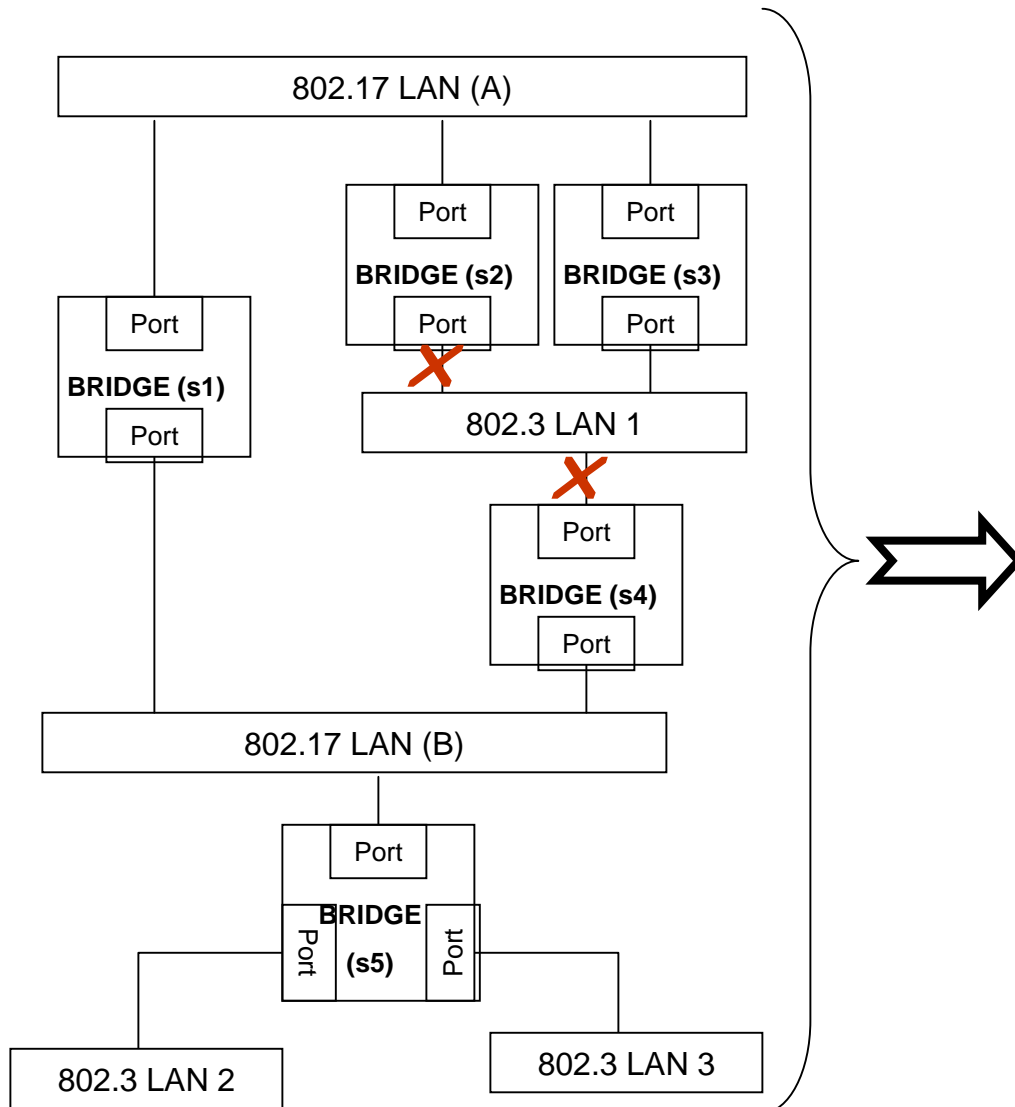 802.17 LAN (A)
Port
Port
BRIDGE (s2)
BRIDGE (s3)
Port
Port
Port
BRIDGE (s1)
Port
802.3 LAN 1
Port
BRIDGE (s4)
Port
802.17 LAN (B)
Port
BRIDGE
(s5)
Port
Port
802.3 LAN 2
802.3 LAN 3